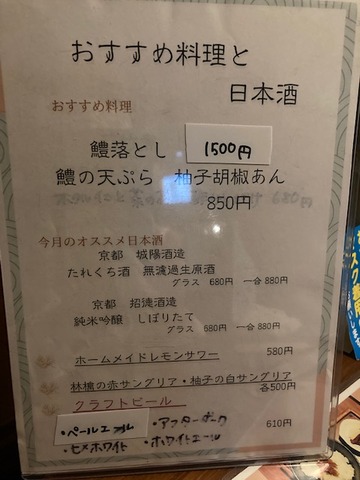 おすすめ料理と
日本酒
おすすめ料理
鱧落とし 1500円
鱧の天ぷら 柚子胡椒あん
850円
680円
今月のオススメ日本酒
京都 城陽酒造
たれくち酒 無濾過生原酒
グラス 680円 一合 880円
京都 招徳酒造
純米吟醸 しぼりたて
グラス 680円 一合 880円
ホームメイドレモンサワー 580円
林檎の赤サングリア・柚子の白サングリア
各500円
クラフトビール
・ペールエール ・アフターダーク 610円
・ヒメホワイト ・ホワイトエール